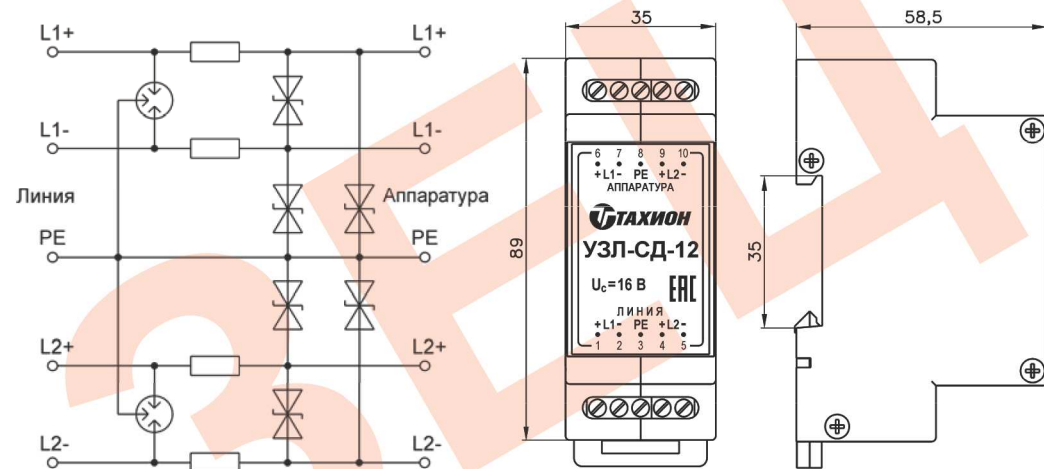 L1+
L1+
L1-
L1-
Линия
Аппаратура
PE
PE
L2+
L2+
L2-
L2-
35
89
6 7 8 9 10
+L1- PE +L2-
АППАРАТУРА
ТАХИОН
УЗЛ-СД-12
Uc=16 В EAC
ЛИНИЯ
+L1- PE +L2-
1 2 3 4 5
58,5
35
ЗЕЦ